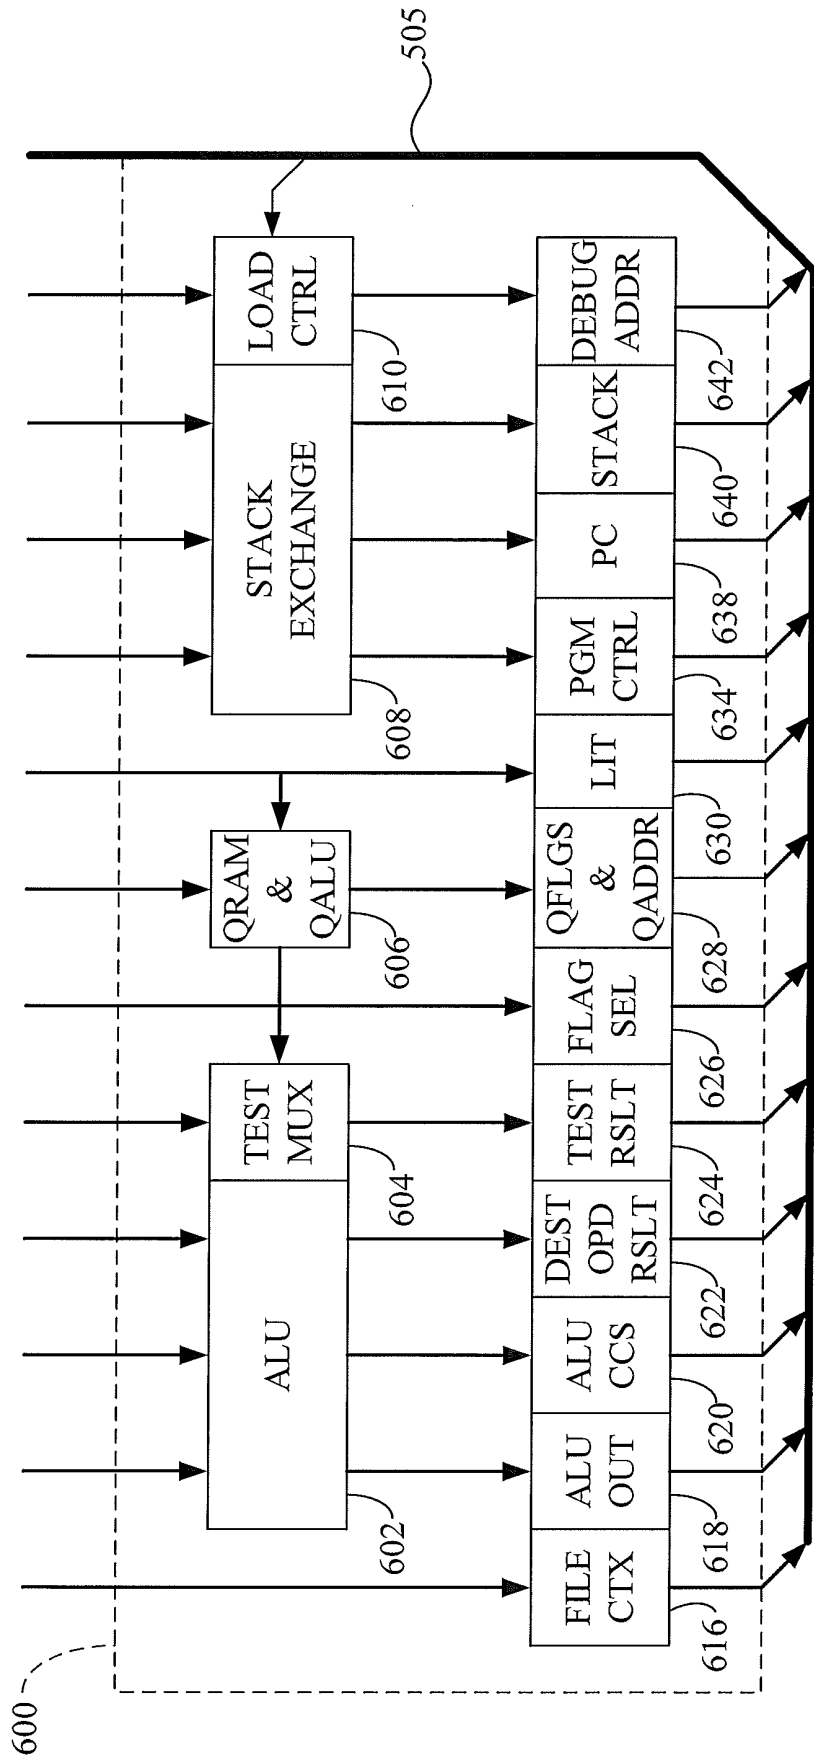 600
505
ALU
TEST
MUX
QRAM
&
QALU
STACK
EXCHANGE
LOAD
CTRL
602
604
606
608
610
FILE
CTX
ALU
OUT
ALU
CCS
DEST
OPD
RSLT
TEST
RSLT
FLAG
SEL
QFLGS
&
QADDR
LIT
PGM
CTRL
PC
STACK
DEBUG
ADDR
616
618
620
622
624
626
628
630
634
638
640
642